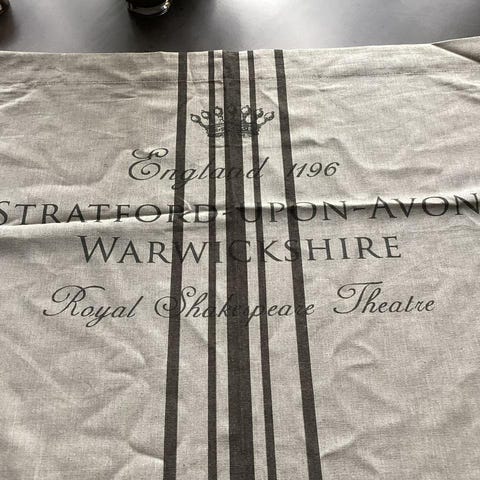 England 1196
STRATFORD-UPON-AVON
WARWICKSHIRE
Royal Shakespeare Theatre